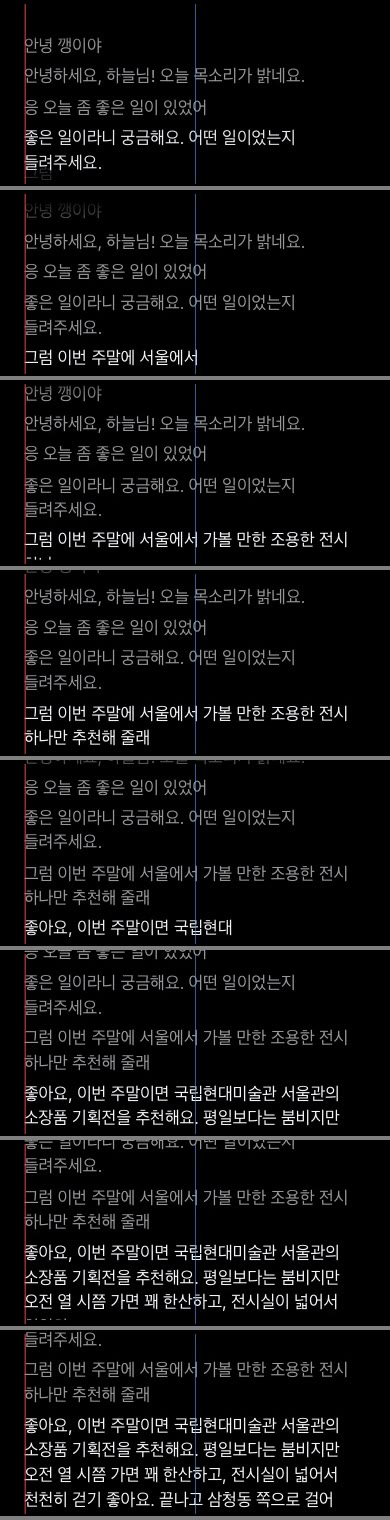 안녕 깽이야
안녕하세요, 하늘님! 오늘 목소리가 밝네요.
응 오늘 좀 좋은 일이 있었어
좋은 일이라니 궁금해요. 어떤 일이었는지
들려주세요.
그럼
안녕 깽이야
안녕하세요, 하늘님! 오늘 목소리가 밝네요.
응 오늘 좀 좋은 일이 있었어
좋은 일이라니 궁금해요. 어떤 일이었는지
들려주세요.
그럼 이번 주말에 서울에서
안녕 깽이야
안녕하세요, 하늘님! 오늘 목소리가 밝네요.
응 오늘 좀 좋은 일이 있었어
좋은 일이라니 궁금해요. 어떤 일이었는지
들려주세요.
그럼 이번 주말에 서울에서 가볼 만한 조용한 전시
안녕하세요, 하늘님! 오늘 목소리가 밝네요.
응 오늘 좀 좋은 일이 있었어
좋은 일이라니 궁금해요. 어떤 일이었는지
들려주세요.
그럼 이번 주말에 서울에서 가볼 만한 조용한 전시
하나만 추천해 줄래
응 오늘 좀 좋은 일이 있었어
좋은 일이라니 궁금해요. 어떤 일이었는지
들려주세요.
그럼 이번 주말에 서울에서 가볼 만한 조용한 전시
하나만 추천해 줄래
좋아요, 이번 주말이면 국립현대
응 오늘 좀 좋은 일이 있었어
좋은 일이라니 궁금해요. 어떤 일이었는지
들려주세요.
그럼 이번 주말에 서울에서 가볼 만한 조용한 전시
하나만 추천해 줄래
좋아요, 이번 주말이면 국립현대미술관 서울관의
소장품 기획전을 추천해요. 평일보다는 붐비지만
좋은 일이라니 궁금해요. 어떤 일이었는지
들려주세요.
그럼 이번 주말에 서울에서 가볼 만한 조용한 전시
하나만 추천해 줄래
좋아요, 이번 주말이면 국립현대미술관 서울관의
소장품 기획전을 추천해요. 평일보다는 붐비지만
오전 열 시쯤 가면 꽤 한산하고, 전시실이 넓어서
들려주세요.
그럼 이번 주말에 서울에서 가볼 만한 조용한 전시
하나만 추천해 줄래
좋아요, 이번 주말이면 국립현대미술관 서울관의
소장품 기획전을 추천해요. 평일보다는 붐비지만
오전 열 시쯤 가면 꽤 한산하고, 전시실이 넓어서
천천히 걷기 좋아요. 끝나고 삼청동 쪽으로 걸어